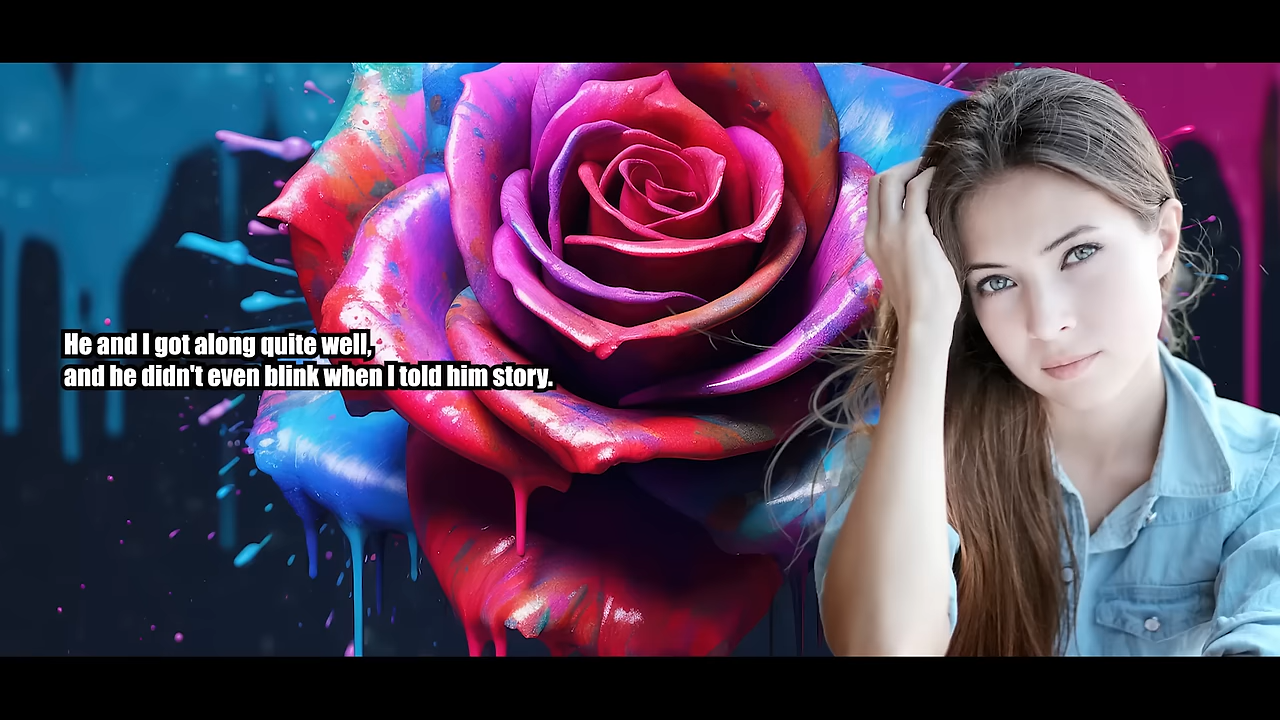 He and I got along quite well,
and he didn't even blink when I told him story.